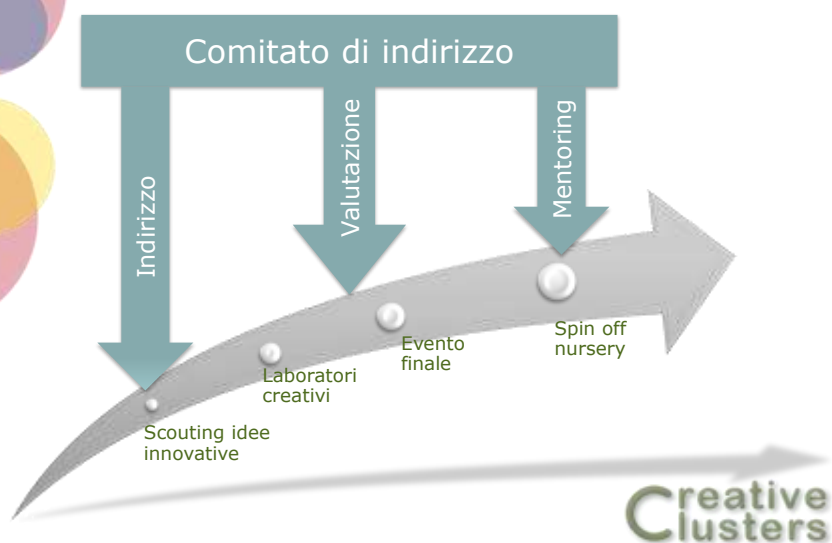 Comitato di indirizzo
Indirizzo
Valutazione
Mentoring
Scouting idee
innovative
Laboratori
creativi
Evento
finale
Spin off
nursery
Creative
Clusters